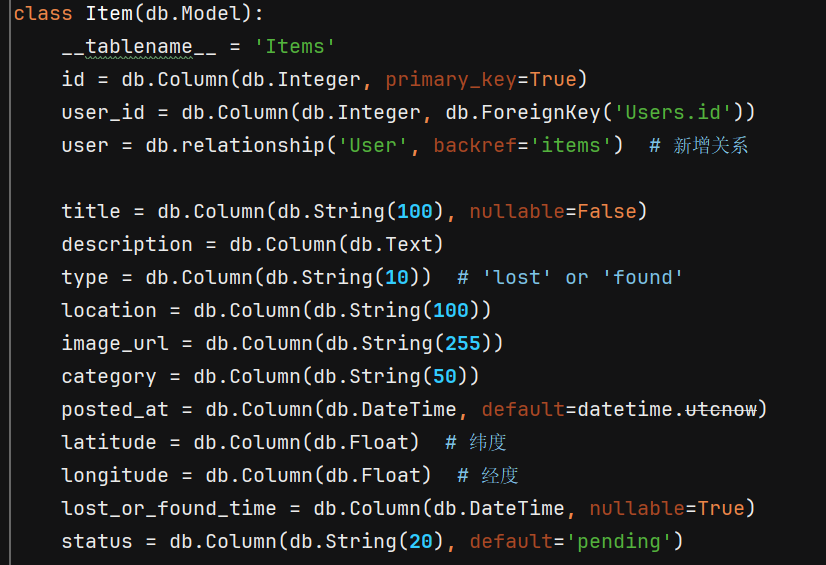 class Item(db.Model):
    __tablename__ = 'Items'
    id = db.Column(db.Integer, primary_key=True)
    user_id = db.Column(db.Integer, db.ForeignKey('Users.id'))
    user = db.relationship('User', backref='items')  # 新增关系
    title = db.Column(db.String(100), nullable=False)
    description = db.Column(db.Text)
    type = db.Column(db.String(10))  # 'lost' or 'found'
    location = db.Column(db.String(100))
    image_url = db.Column(db.String(255))
    category = db.Column(db.String(50))
    posted_at = db.Column(db.DateTime, default=datetime.utcnow)
    latitude = db.Column(db.Float)  # 纬度
    longitude = db.Column(db.Float)  # 经度
    lost_or_found_time = db.Column(db.DateTime, nullable=True)
    status = db.Column(db.String(20), default='pending')